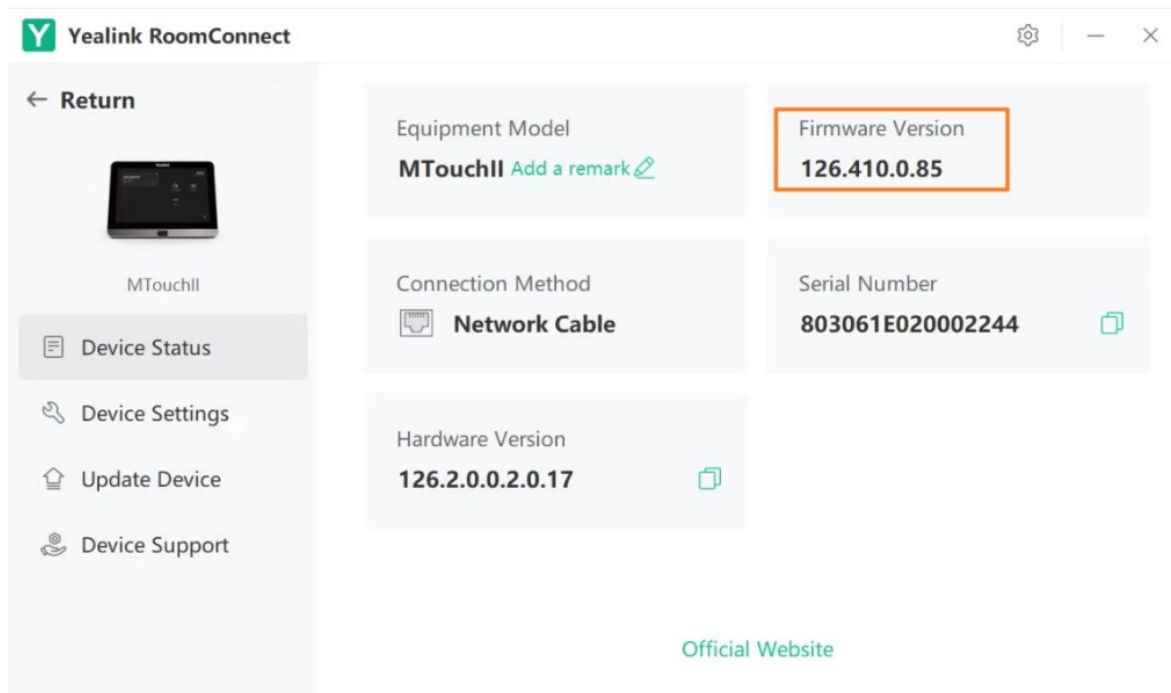 Yealink RoomConnect
Return
MTouchII
Device Status
Device Settings
Update Device
Device Support
Equipment Model
MTouchII Add a remark
Firmware Version
126.410.0.85
Connection Method
Network Cable
Serial Number
803061E020002244
Hardware Version
126.2.0.0.2.0.17
Official Website